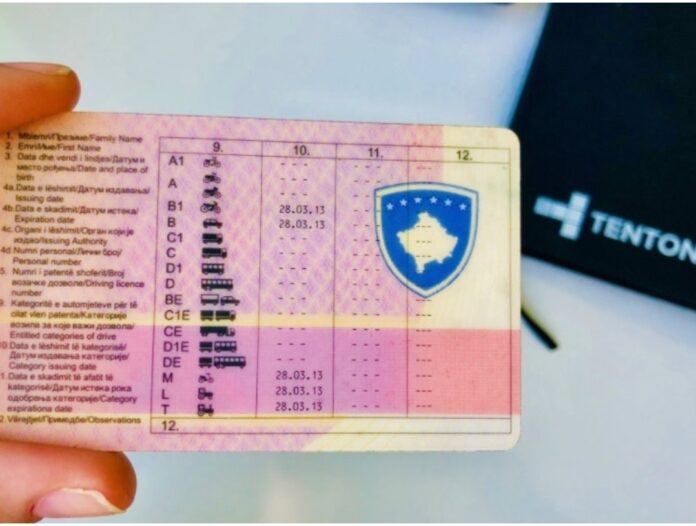 1. Mbiemri/Презиме/Family Name
2. Emri/Име/First Name
3. Data dhe vendi i lindjes/Датум и
место рођења/Date and place of
birth
4a.Data e lëshimit/Датум издавања/
Issuing date
4b.Data e skadimit/Датум истека/
Expiration date
4c.Organi i lëshimit/Орган који је
издао/Issuing Authority
4d.Numri personal/Лични број/
Personal number
5. Numri i patentë shoferit/Број
возачке дозволе/Driving licence
number
9. Kategoritë e automjeteve për të
cilat vlen patenta/Категорије
возила за које важи дозвола/
Entitled categories of drive
10.Data e lëshimit të kategorisë/
Датум издавања категорије/
Category issuing date
1.Data e skadimit të afatit të
kategorisë/Датум истека рока
одобрања категорије/Category
expirationa date
2.Vërejtjet/Примедбе/Observations
9. 10. 11. 12.
A1 --- --- ---
A --- --- ---
B1 28.03.13 --- ---
B 28.03.13 --- ---
C1 --- --- ---
C --- --- ---
D1 --- --- ---
D --- --- ---
BE --- --- ---
C1E --- --- ---
CE --- --- ---
D1E --- --- ---
DE --- --- ---
M 28.03.13 --- ---
L 28.03.13 --- ---
T 28.03.13 --- ---
12.
TENTON